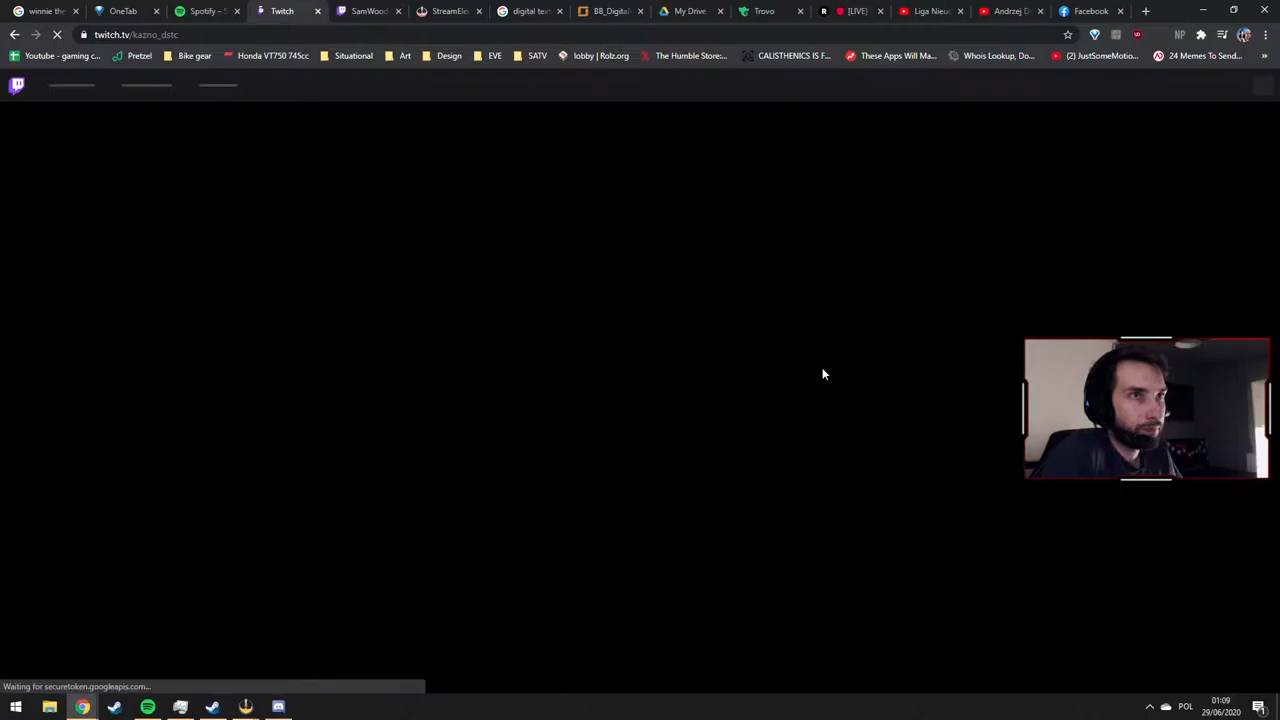 winnie the
OneTab
Spotify – S
Twitch
SamWood
StreamEle
digital tex
BB_Digital
My Drive
Trovo
[LIVE]
Liga Nieuc
Andrzej D
Facebook
twitch.tv/kazno_dstc
NP
Youtube - gaming c...
Pretzel
Bike gear
Honda VT750 745cc
Situational
Art
Design
EVE
SATV
lobby | Rolz.org
The Humble Store:...
CALISTHENICS IS F...
These Apps Will Ma...
Whois Lookup, Do...
(2) JustSomeMotio...
24 Memes To Send...
Waiting for securetoken.googleapis.com...
POL
01:09
29/06/2020